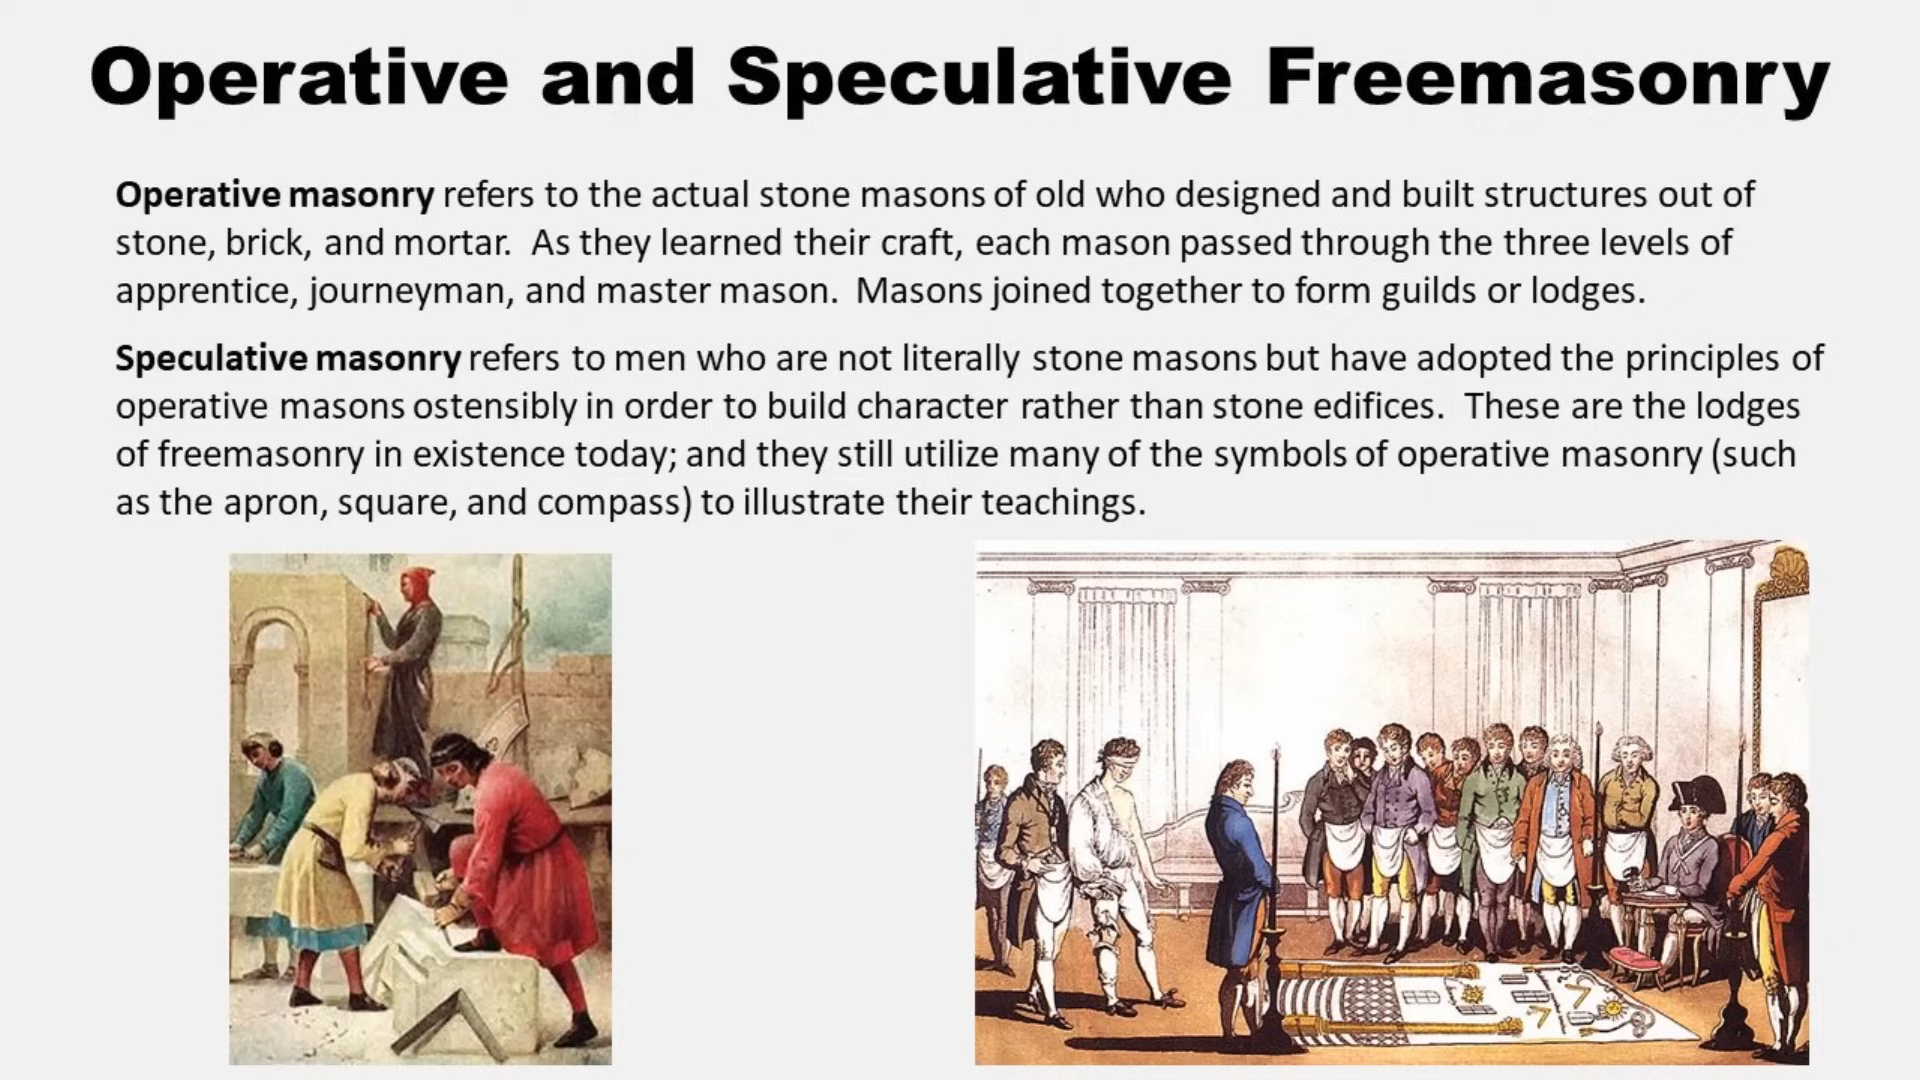 Operative and Speculative Freemasonry
Operative masonry refers to the actual stone masons of old who designed and built structures out of
stone, brick, and mortar.  As they learned their craft, each mason passed through the three levels of
apprentice, journeyman, and master mason.  Masons joined together to form guilds or lodges.
Speculative masonry refers to men who are not literally stone masons but have adopted the principles of
operative masons ostensibly in order to build character rather than stone edifices.  These are the lodges
of freemasonry in existence today; and they still utilize many of the symbols of operative masonry (such
as the apron, square, and compass) to illustrate their teachings.